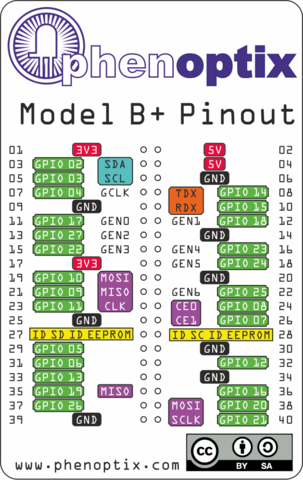 phenoptix
Model B+ Pinout
01 3V3 5V 02
03 GPIO 02 SDA 5V 04
05 GPIO 03 SCL GND 06
07 GPIO 04 GCLK TDX GPIO 14 08
09 GND RDX GPIO 15 10
11 GPIO 17 GEN0 GEN1 GPIO 18 12
13 GPIO 27 GEN2 GND 14
15 GPIO 22 GEN3 GEN4 GPIO 23 16
17 3V3 GEN5 GPIO 24 18
19 GPIO 10 MOSI GND 20
21 GPIO 09 MISO GEN6 GPIO 25 22
23 GPIO 11 CLK CE0 GPIO 08 24
25 GND CE1 GPIO 07 26
27 ID SD ID EEPROM ID SC ID EEPROM 28
29 GPIO 05 GND 30
31 GPIO 06 GPIO 12 32
33 GPIO 13 GND 34
35 GPIO 19 MISO GPIO 16 36
37 GPIO 26 MOSI GPIO 20 38
39 GND SCLK GPIO 21 40
www.phenoptix.com
cc BY SA